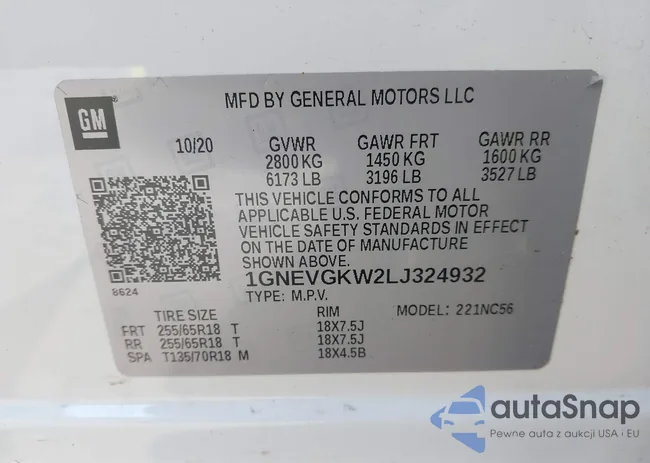 GM
MFD BY GENERAL MOTORS LLC
10/20 GVWR GAWR FRT GAWR RR
2800 KG 1450 KG 1600 KG
6173 LB 3196 LB 3527 LB
THIS VEHICLE CONFORMS TO ALL
APPLICABLE U.S. FEDERAL MOTOR
VEHICLE SAFETY STANDARDS IN EFFECT
ON THE DATE OF MANUFACTURE
SHOWN ABOVE.
8624
1GNEVGKW2LJ324932
TYPE: M.P.V.
TIRE SIZE RIM MODEL: 221NC56
FRT 255/65R18 T 18X7.5J
RR 255/65R18 T 18X7.5J
SPA T135/70R18 M 18X4.5B
autaSnap
Pewne auta z aukcji USA i EU